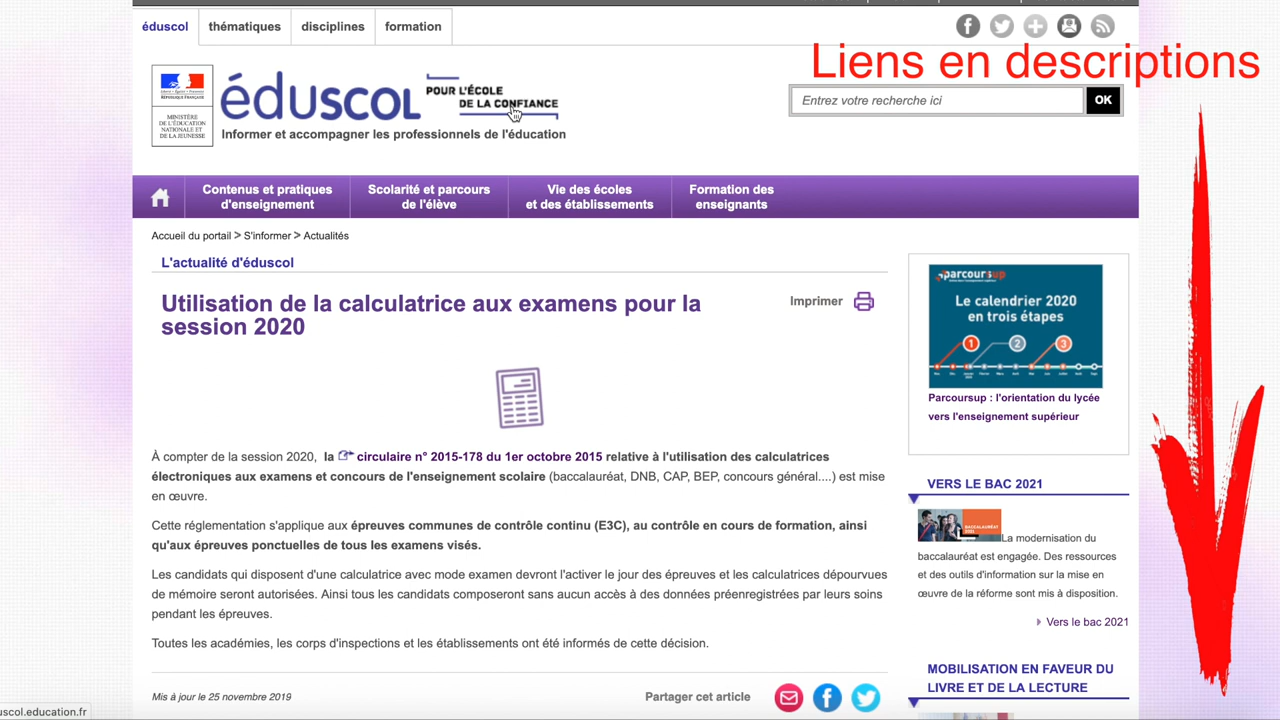 éduscol
thématiques
disciplines
formation
Liens en descriptions
Liberté • Égalité • Fraternité
RÉPUBLIQUE FRANÇAISE
MINISTÈRE
DE L'ÉDUCATION
NATIONALE ET
DE LA JEUNESSE
éduscol
POUR L'ÉCOLE
DE LA CONFIANCE
Informer et accompagner les professionnels de l'éducation
Entrez votre recherche ici
OK
Contenus et pratiques
d'enseignement
Scolarité et parcours
de l'élève
Vie des écoles
et des établissements
Formation des
enseignants
Accueil du portail > S'informer > Actualités
L'actualité d'éduscol
Utilisation de la calculatrice aux examens pour la
session 2020
Imprimer
À compter de la session 2020, la circulaire n° 2015-178 du 1er octobre 2015 relative à l'utilisation des calculatrices
électroniques aux examens et concours de l'enseignement scolaire (baccalauréat, DNB, CAP, BEP, concours général....) est mise
en œuvre.
Cette réglementation s'applique aux épreuves communes de contrôle continu (E3C), au contrôle en cours de formation, ainsi
qu'aux épreuves ponctuelles de tous les examens visés.
Les candidats qui disposent d'une calculatrice avec mode examen devront l'activer le jour des épreuves et les calculatrices dépourvues
de mémoire seront autorisées. Ainsi tous les candidats composeront sans aucun accès à des données préenregistrées par leurs soins
pendant les épreuves.
Toutes les académies, les corps d'inspections et les établissements ont été informés de cette décision.
Mis à jour le 25 novembre 2019
Partager cet article
parcoursup
Le calendrier 2020
en trois étapes
1
2
3
Parcoursup : l'orientation du lycée
vers l'enseignement supérieur
VERS LE BAC 2021
BACCALAURÉAT
2021
La modernisation du
baccalauréat est engagée. Des ressources
et des outils d'information sur la mise en
œuvre de la réforme sont mis à disposition.
Vers le bac 2021
MOBILISATION EN FAVEUR DU
LIVRE ET DE LA LECTURE
uscol.education.fr